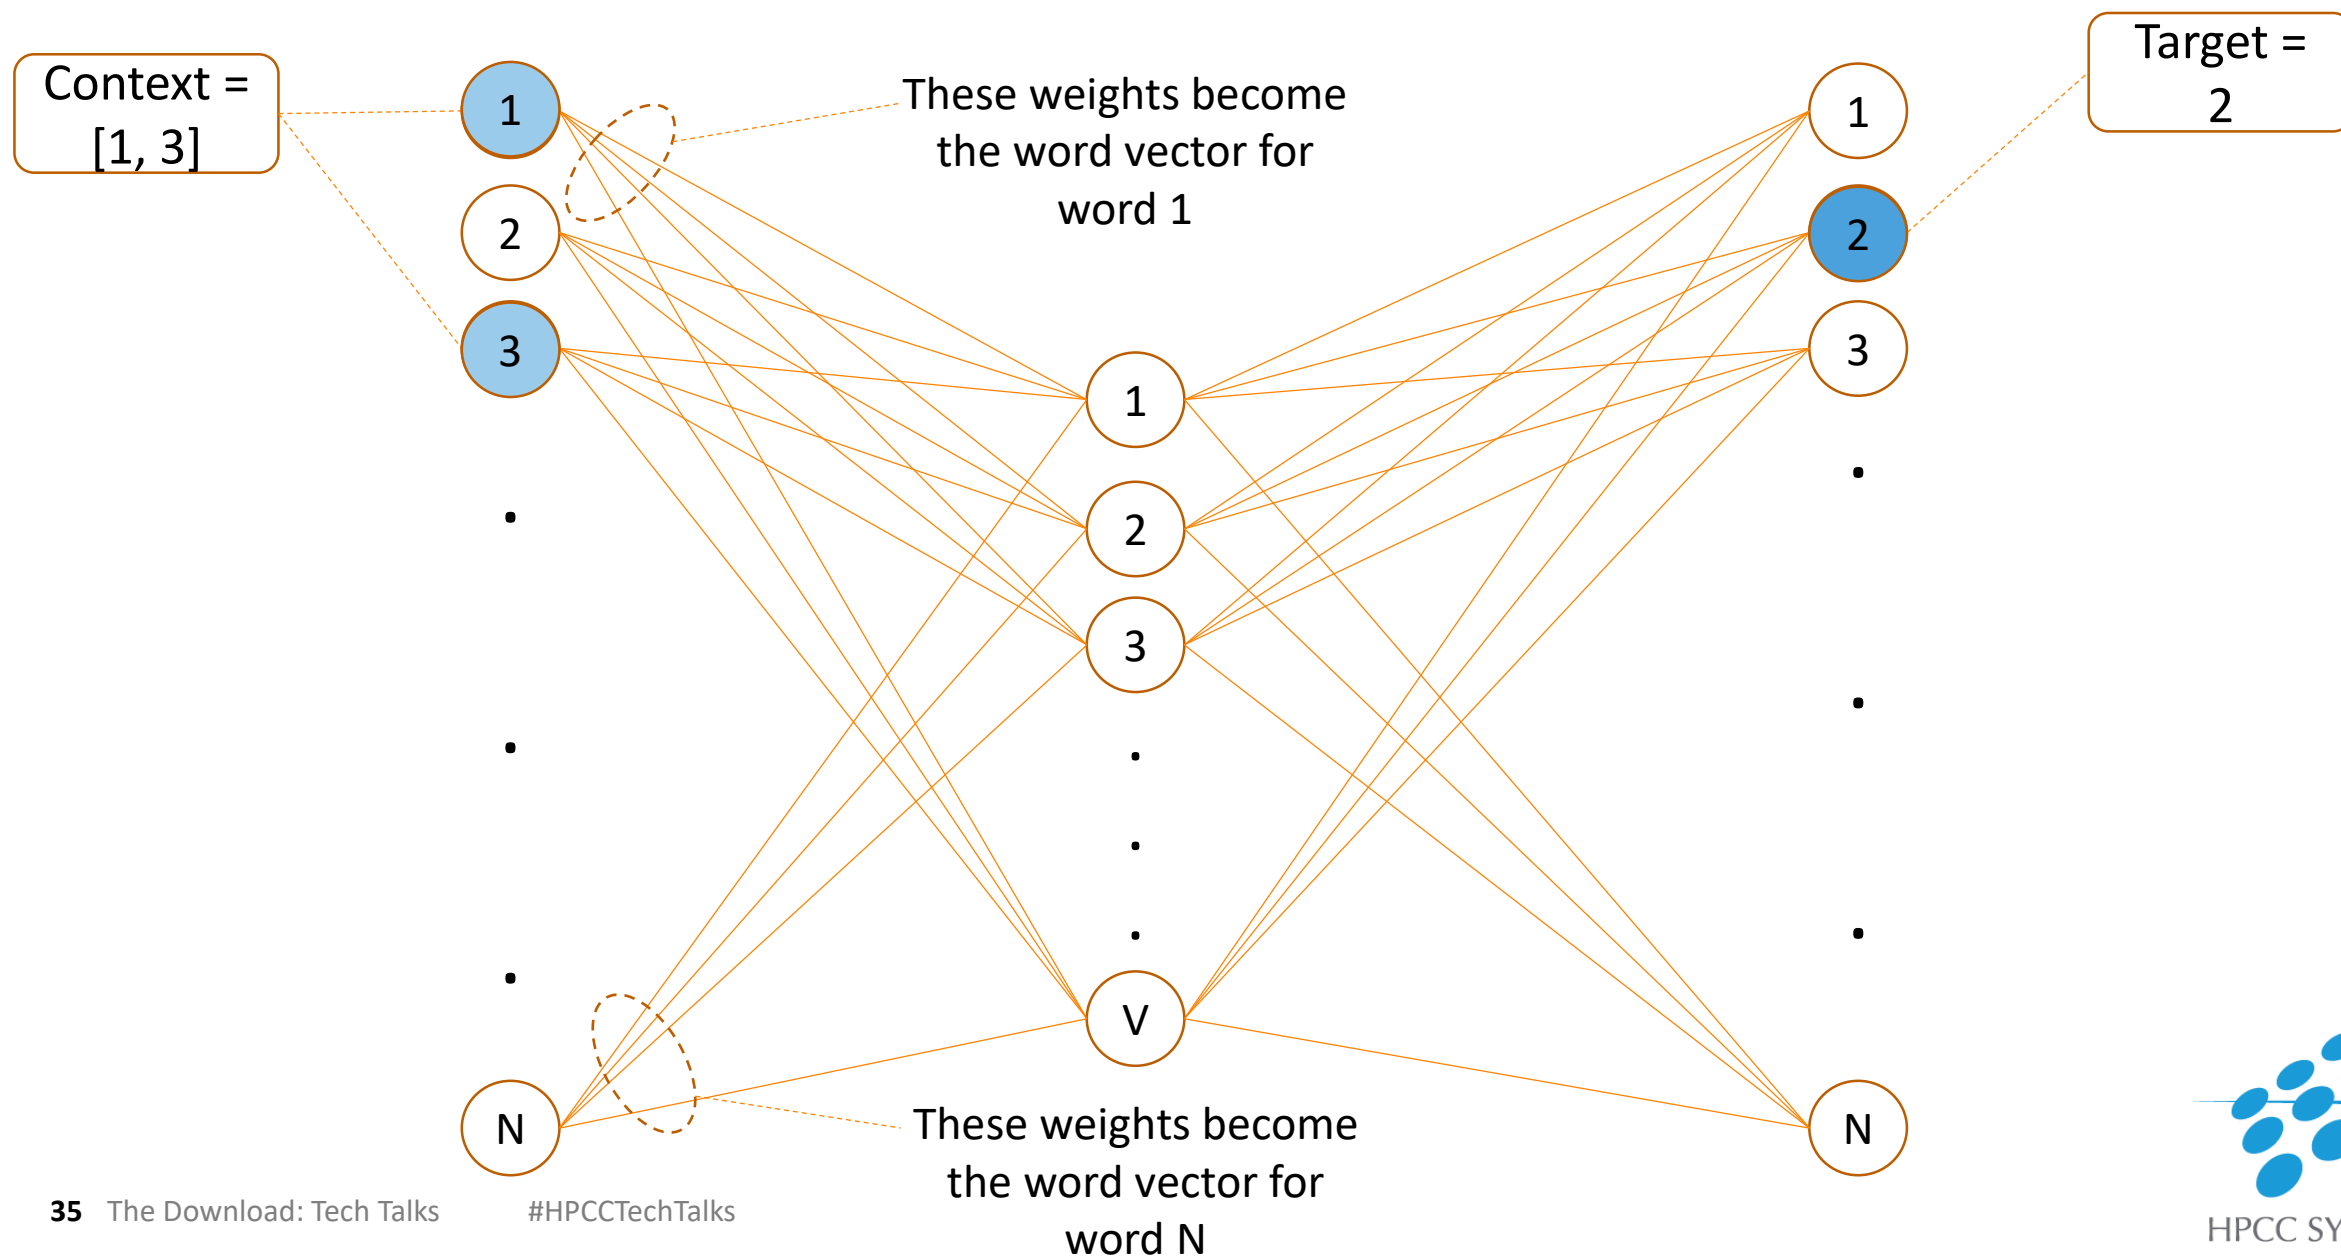 Context =
[1, 3]
1
2
3
.
.
.
N
These weights become
the word vector for
word 1
1
2
3
.
.
.
V
These weights become
the word vector for
word N
1
2
3
.
.
.
N
Target =
2
35 The Download: Tech Talks #HPCCTechTalks
HPCC SY